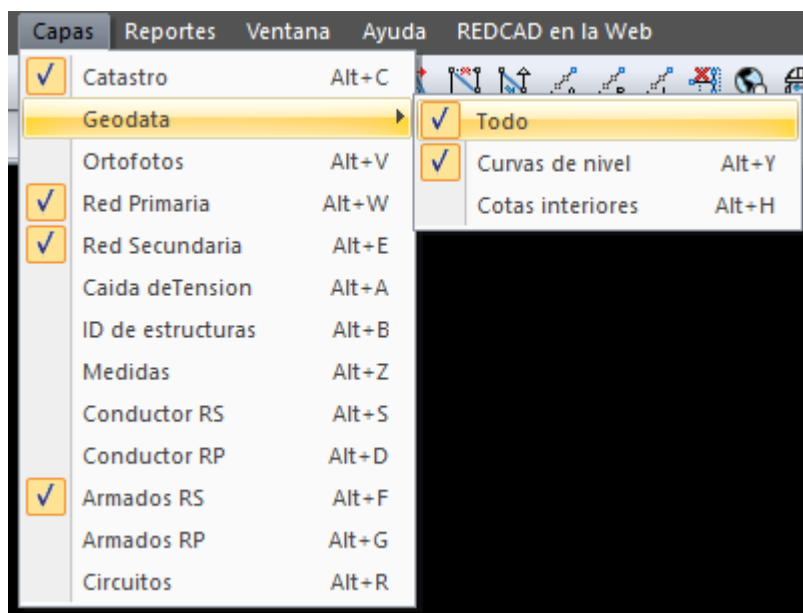 Capas Reportes Ventana Ayuda REDCAD en la Web
Catastro Alt+C
Geodata
Todo
Ortofotos Alt+V
Curvas de nivel Alt+Y
Red Primaria Alt+W
Cotas interiores Alt+H
Red Secundaria Alt+E
Caida deTension Alt+A
ID de estructuras Alt+B
Medidas Alt+Z
Conductor RS Alt+S
Conductor RP Alt+D
Armados RS Alt+F
Armados RP Alt+G
Circuitos Alt+R